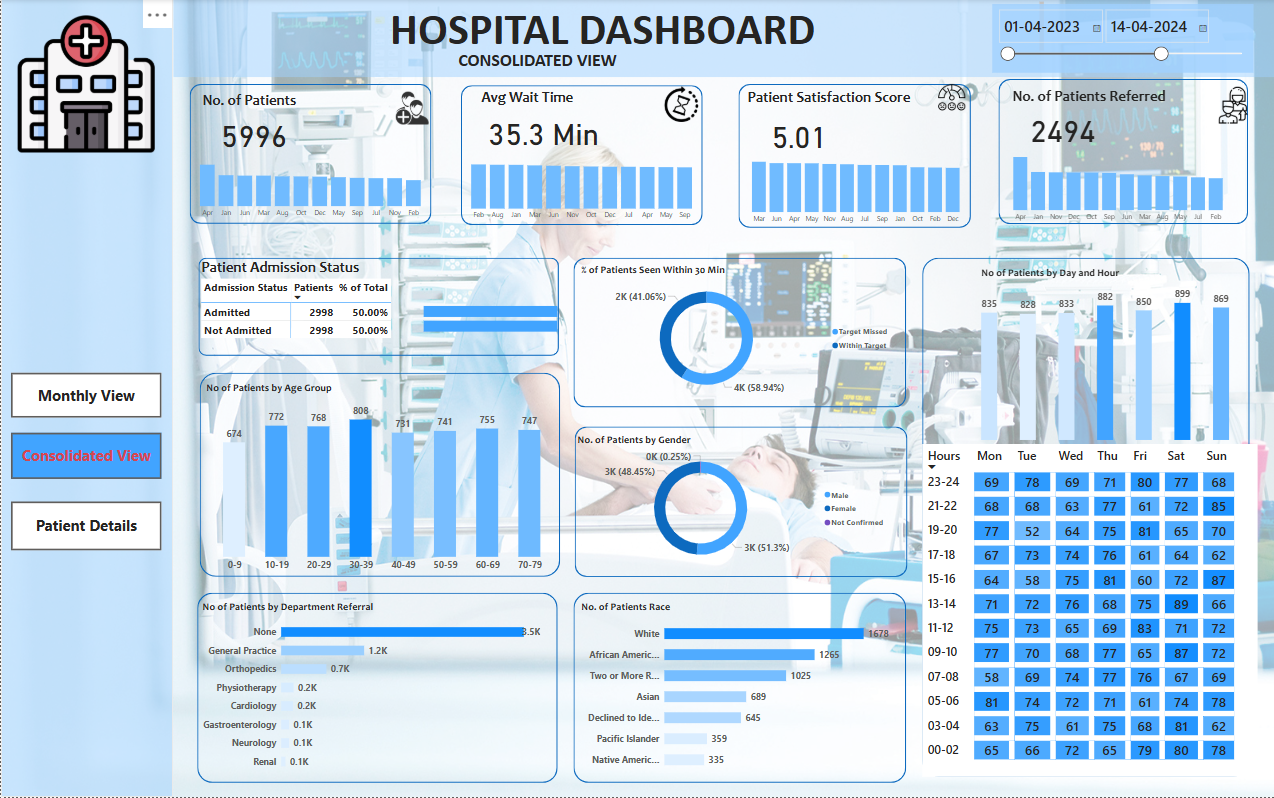 HOSPITAL DASHBOARD
CONSOLIDATED VIEW
01-04-2023 14-04-2024
No. of Patients
5996
Apr Jan Jun Mar Aug Oct Dec May Sep Jul Nov Feb
Avg Wait Time
35.3 Min
Feb Aug Jan Mar Jun Nov Oct Dec Jul Apr May Sep
Patient Satisfaction Score
5.01
Mar Jun Apr May Nov Aug Jul Sep Jan Oct Feb Dec
No. of Patients Referred
2494
Apr Jan Nov Dec Oct Sep Jun Mar Aug May Jul Feb
Monthly View
Consolidated View
Patient Details
Patient Admission Status
Admission Status Patients % of Total
Admitted 2998 50.00%
Not Admitted 2998 50.00%
% of Patients Seen Within 30 Min
2K (41.06%)
4K (58.94%)
Target Missed
Within Target
No of Patients by Age Group
674 772 768 808 731 741 755 747
0-9 10-19 20-29 30-39 40-49 50-59 60-69 70-79
No. of Patients by Gender
0K (0.25%)
3K (48.45%)
3K (51.3%)
Male
Female
Not Confirmed
No of Patients by Department Referral
None 3.5K
General Practice 1.2K
Orthopedics 0.7K
Physiotherapy 0.2K
Cardiology 0.2K
Gastroenterology 0.1K
Neurology 0.1K
Renal 0.1K
No. of Patients Race
White 1678
African Americ... 1265
Two or More R... 1025
Asian 689
Declined to Ide... 645
Pacific Islander 359
Native Americ... 335
No of Patients by Day and Hour
835 828 833 882 850 899 869
Hours Mon Tue Wed Thu Fri Sat Sun
23-24 69 78 69 71 80 77 68
21-22 68 68 63 77 61 72 85
19-20 77 52 64 75 81 65 70
17-18 67 73 74 76 61 64 62
15-16 64 58 75 81 60 72 87
13-14 71 72 76 68 75 89 66
11-12 75 73 65 69 83 71 72
09-10 77 70 68 77 65 87 72
07-08 58 69 74 77 76 67 69
05-06 81 74 72 71 61 74 78
03-04 63 75 61 75 68 81 62
00-02 65 66 72 65 79 80 78